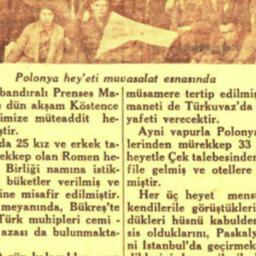 Polonya hey'eti muvasalat esnasında
bandıralı Prenses Ma-
e dün akşam Köstence
imize müteaddit he-
ştir.
da 25 kız ve erkek ta-
ekkep olan Romen he-
Birliği namına istik-
büketler verilmiş ve
ine misafir edilmiştir.
meyanında, Bükreş'te
Türk muhipleri cemi -
azası da bulunmakta-
müsamere tertip edilmiş
maneti de Türkuvaz'da
yafeti verecektir.
Ayni vapurla Polonya
lerinden mürekkep 33
heyetle Çek talebesinden
file gelmiş ve otellere
miştir.
Her üç heyet mensu
kendilerile görüştükleri
dükleri hüsnü kabulden
sis olduklarını, Paskaly
ni İstanbul'da geçirmek